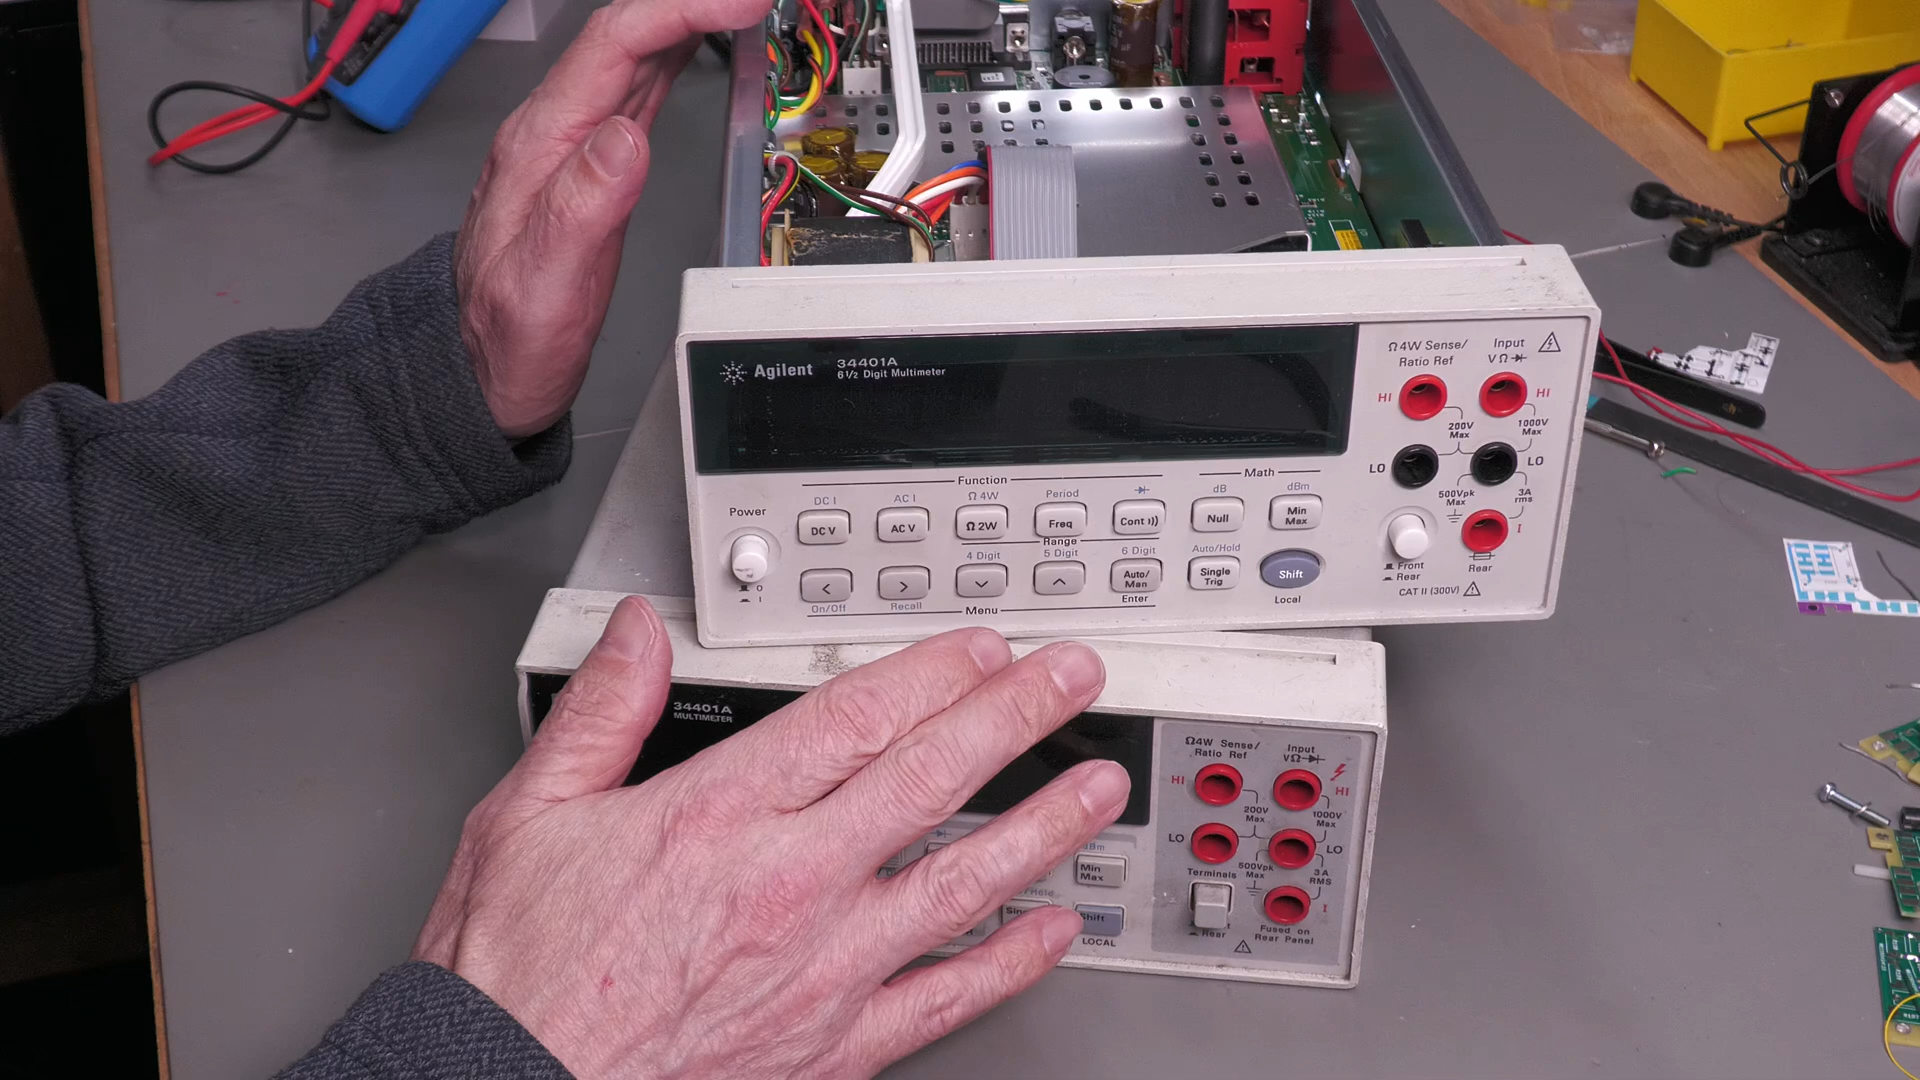 Agilent
34401A
6½ Digit Multimeter
Ω 4W Sense/
Ratio Ref
Input
V Ω
HI
HI
200V
Max
1000V
Max
LO
LO
500Vpk
Max
3A
rms
I
Front
Rear
Rear
CAT II (300V)
Function
Math
Power
DC I
AC I
Ω 4W
Period
dB
dBm
DC V
AC V
Ω 2W
Freq
Cont
Null
Min
Max
Range
4 Digit
5 Digit
6 Digit
Auto/Hold
<
>
Auto/
Man
Single
Trig
Shift
O
I
On/Off
Recall
Menu
Enter
Local
34401A
MULTIMETER
Ω4W Sense/
Ratio Ref
Input
VΩ
HI
HI
200V
Max
1000V
Max
LO
LO
500Vpk
Max
3A
RMS
Terminals
I
Rear
Fused on
Rear Panel
dBm
Min
Max
Shift
LOCAL